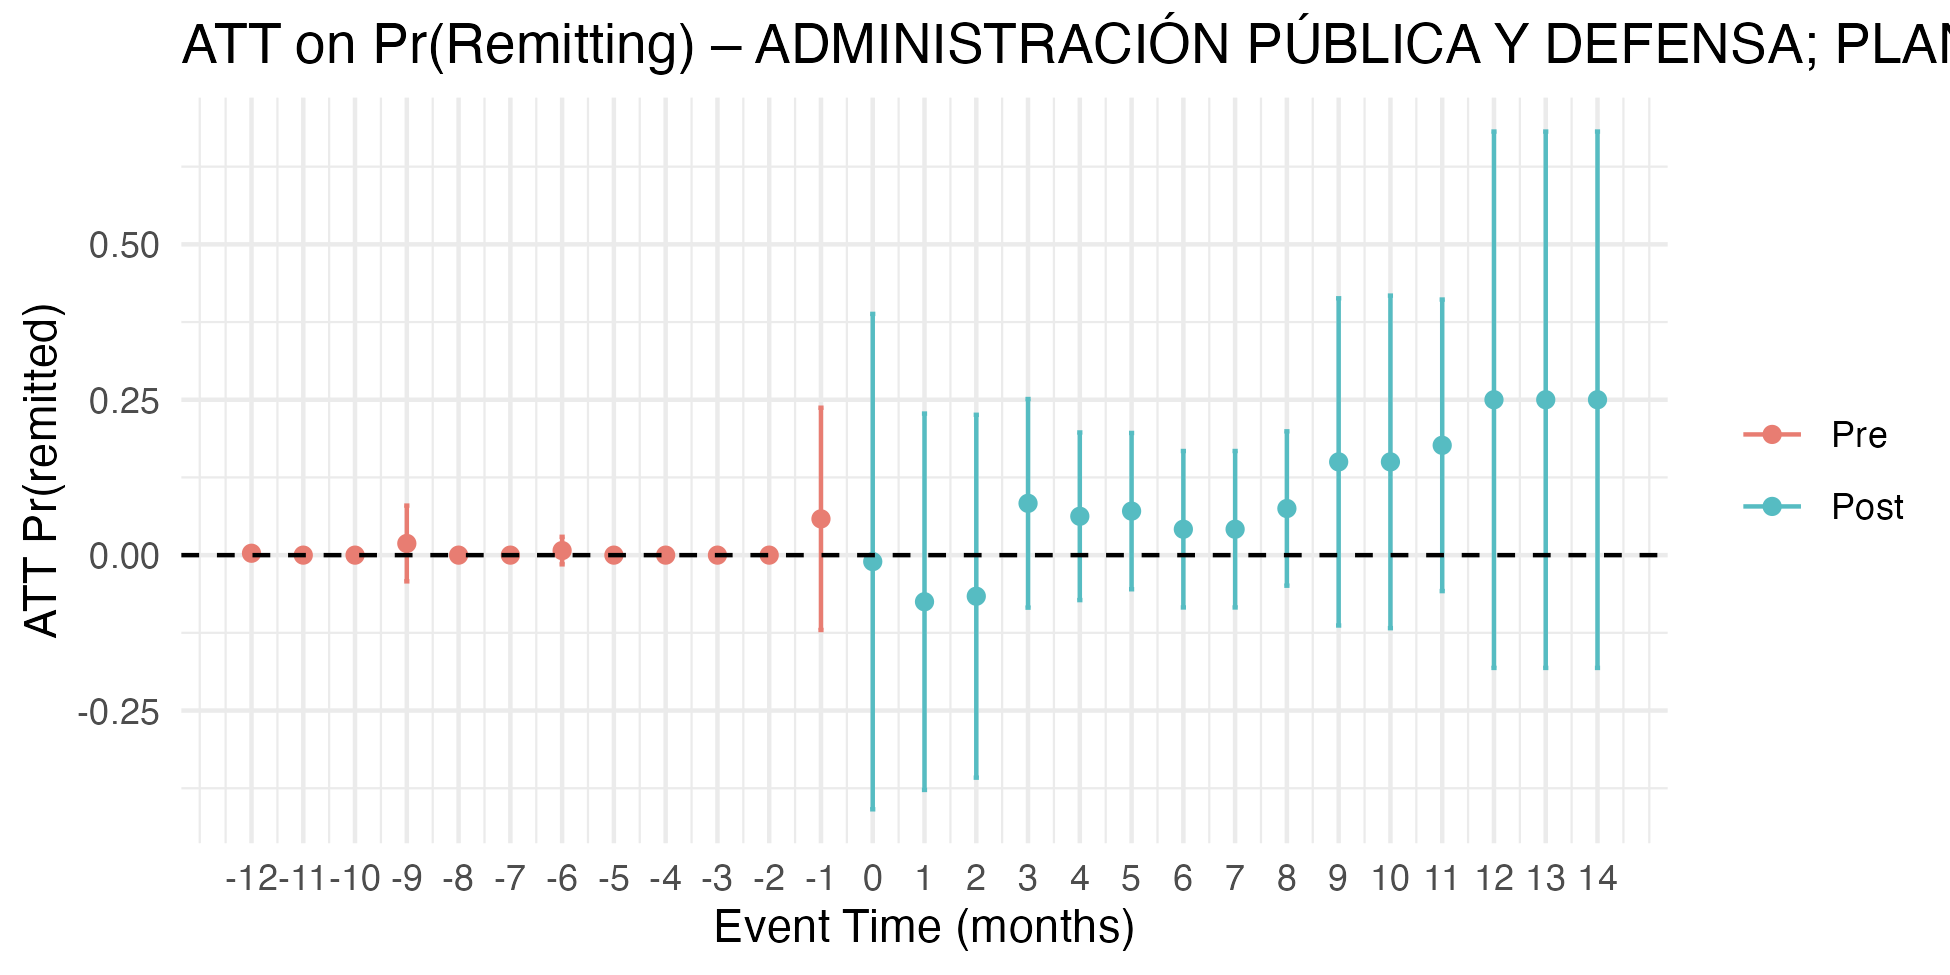 ATT on Pr(Remitting) – ADMINISTRACIÓN PÚBLICA Y DEFENSA; PLAN
ATT Pr(remitted)
0.50
0.25
0.00
-0.25
-12 -11 -10 -9 -8 -7 -6 -5 -4 -3 -2 -1 0 1 2 3 4 5 6 7 8 9 10 11 12 13 14
Event Time (months)
Pre
Post